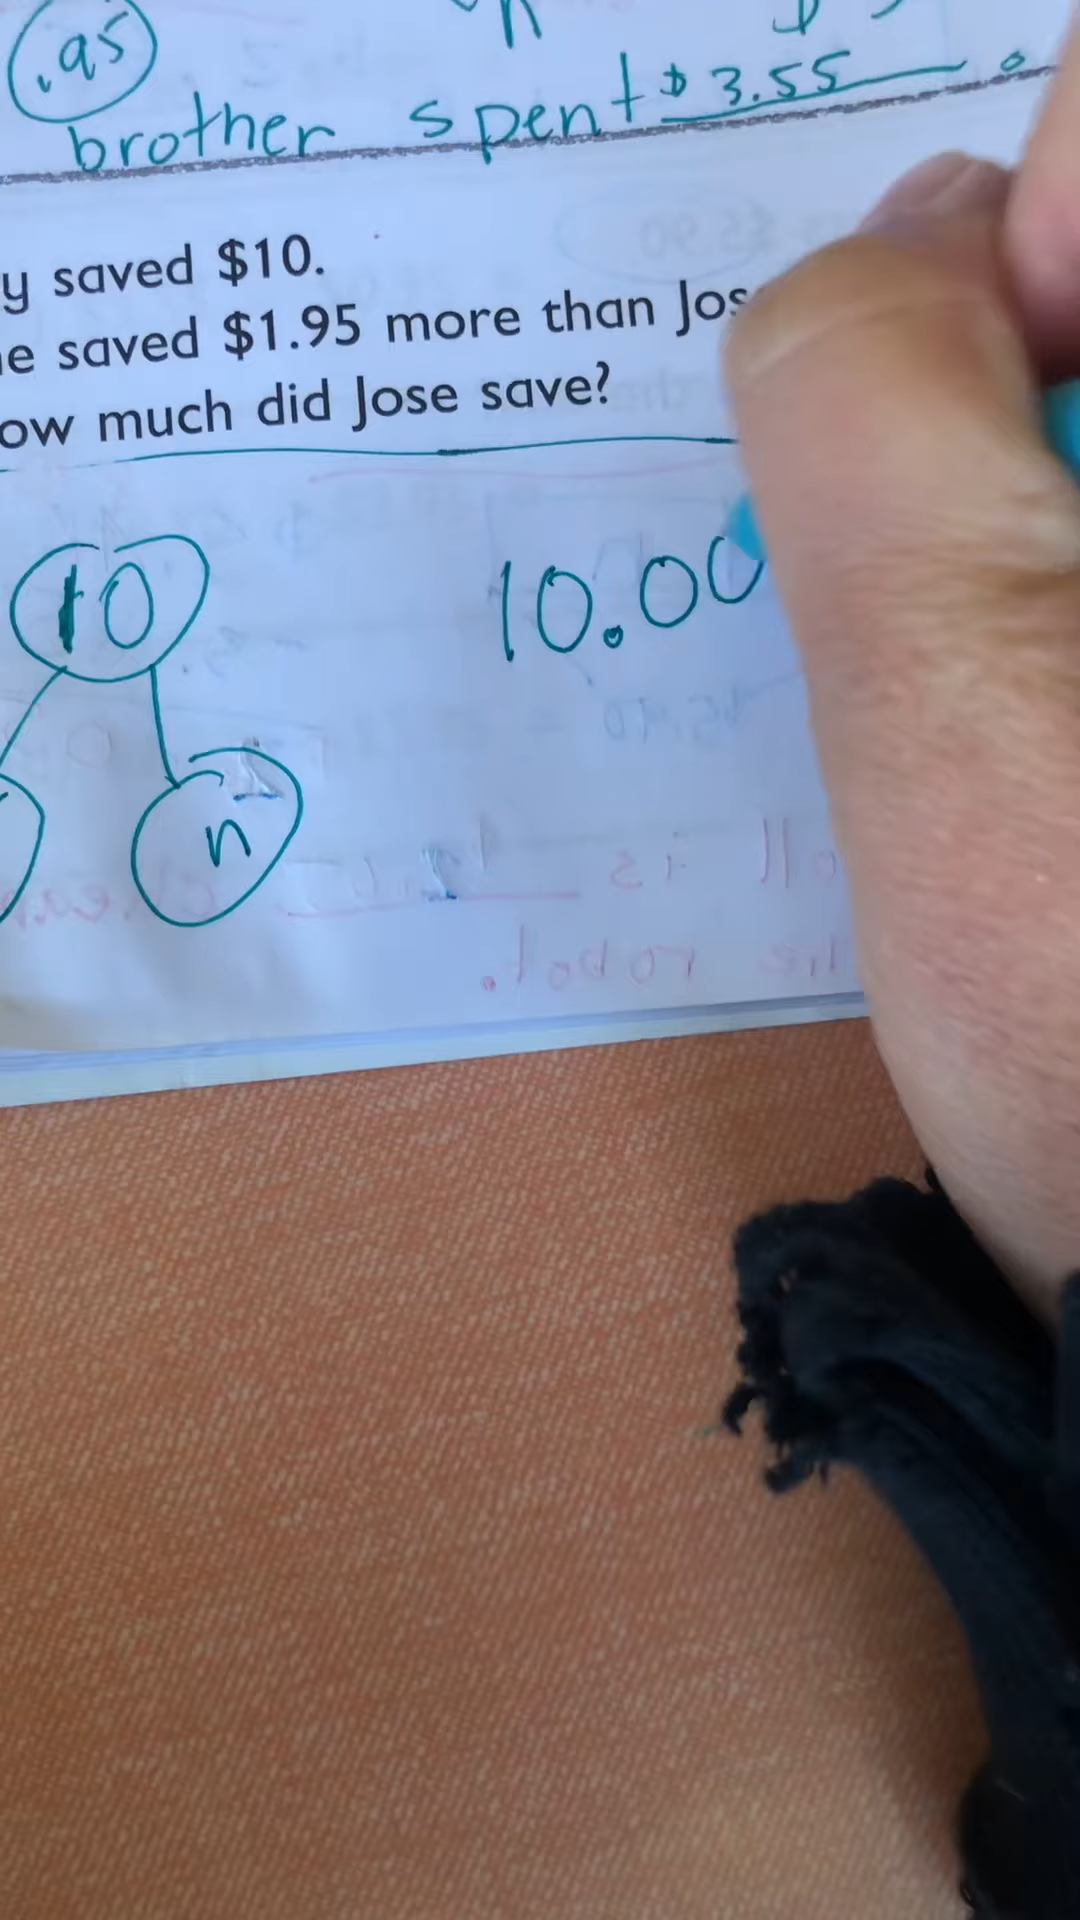 .95
n
brother spent $3.55.
y saved $10.
e saved $1.95 more than Jos
ow much did Jose save?
10
10.00
n